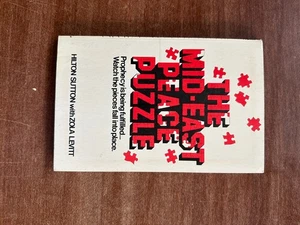 THE
MID-EAST
PEACE
PUZZLE
Prophecy is being fulfilled...
Watch the pieces fall into place.
HILTON SUTTON with ZOLA LEVITT